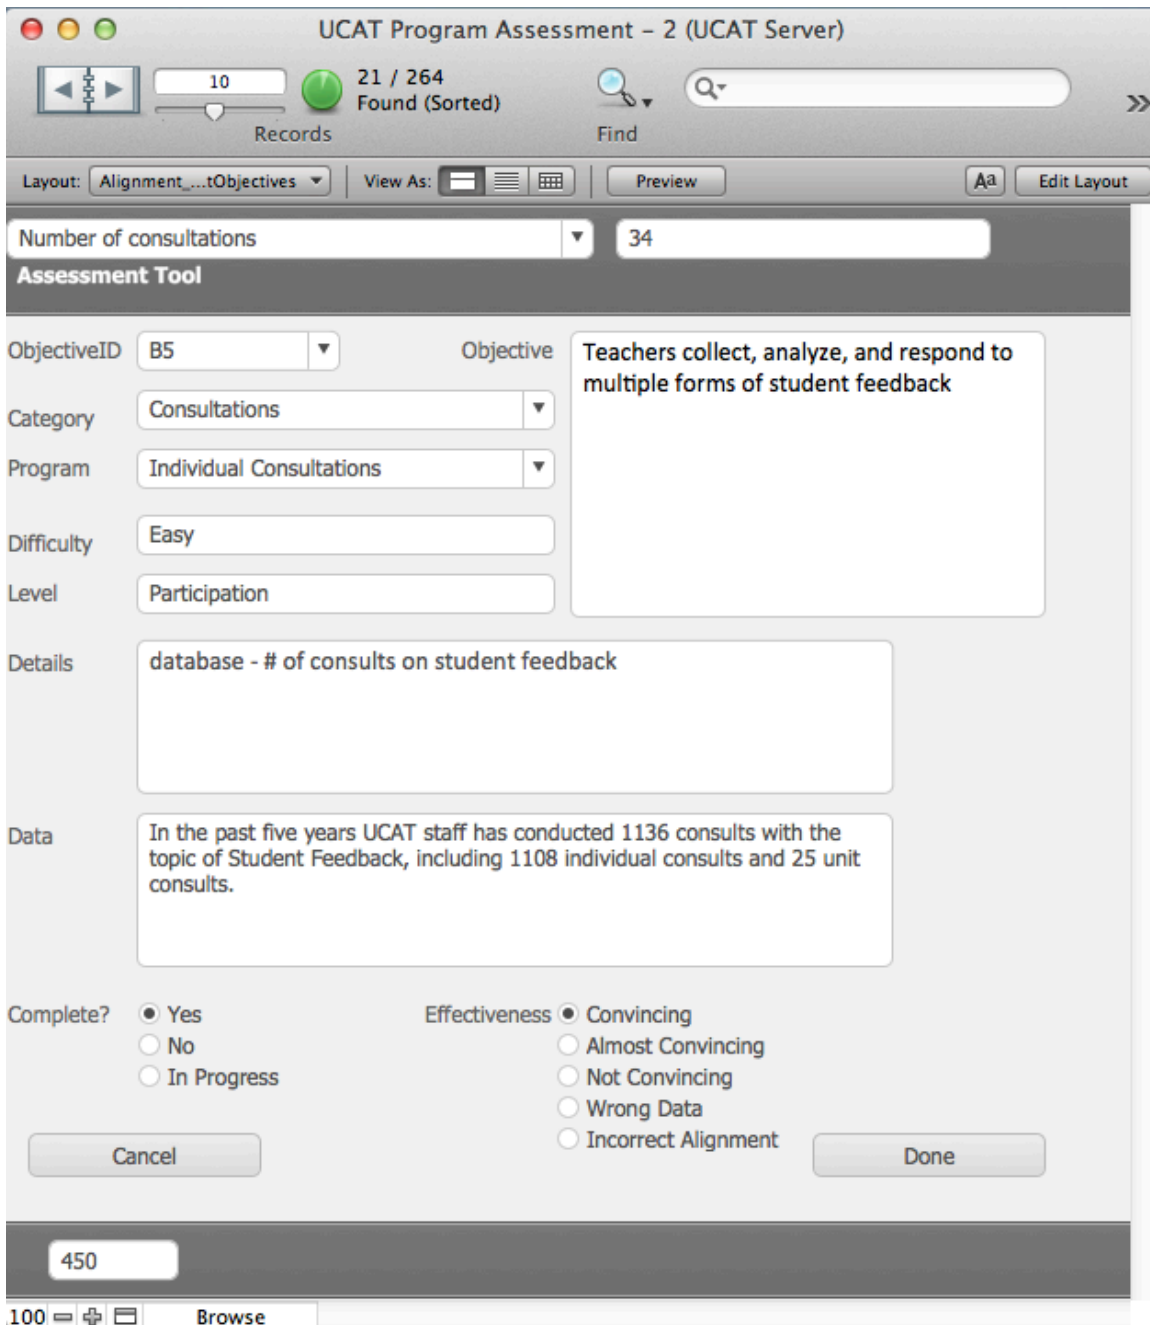 UCAT Program Assessment – 2 (UCAT Server)
10
21 / 264
Found (Sorted)
Records
Find
Layout: Alignment_...tObjectives
View As:
Preview
Aa
Edit Layout
Number of consultations
34
Assessment Tool
ObjectiveID
B5
Objective
Teachers collect, analyze, and respond to
multiple forms of student feedback
Category
Consultations
Program
Individual Consultations
Difficulty
Easy
Level
Participation
Details
database - # of consults on student feedback
Data
In the past five years UCAT staff has conducted 1136 consults with the
topic of Student Feedback, including 1108 individual consults and 25 unit
consults.
Complete?
Yes
No
In Progress
Effectiveness
Convincing
Almost Convincing
Not Convincing
Wrong Data
Incorrect Alignment
Cancel
Done
450
100
Browse